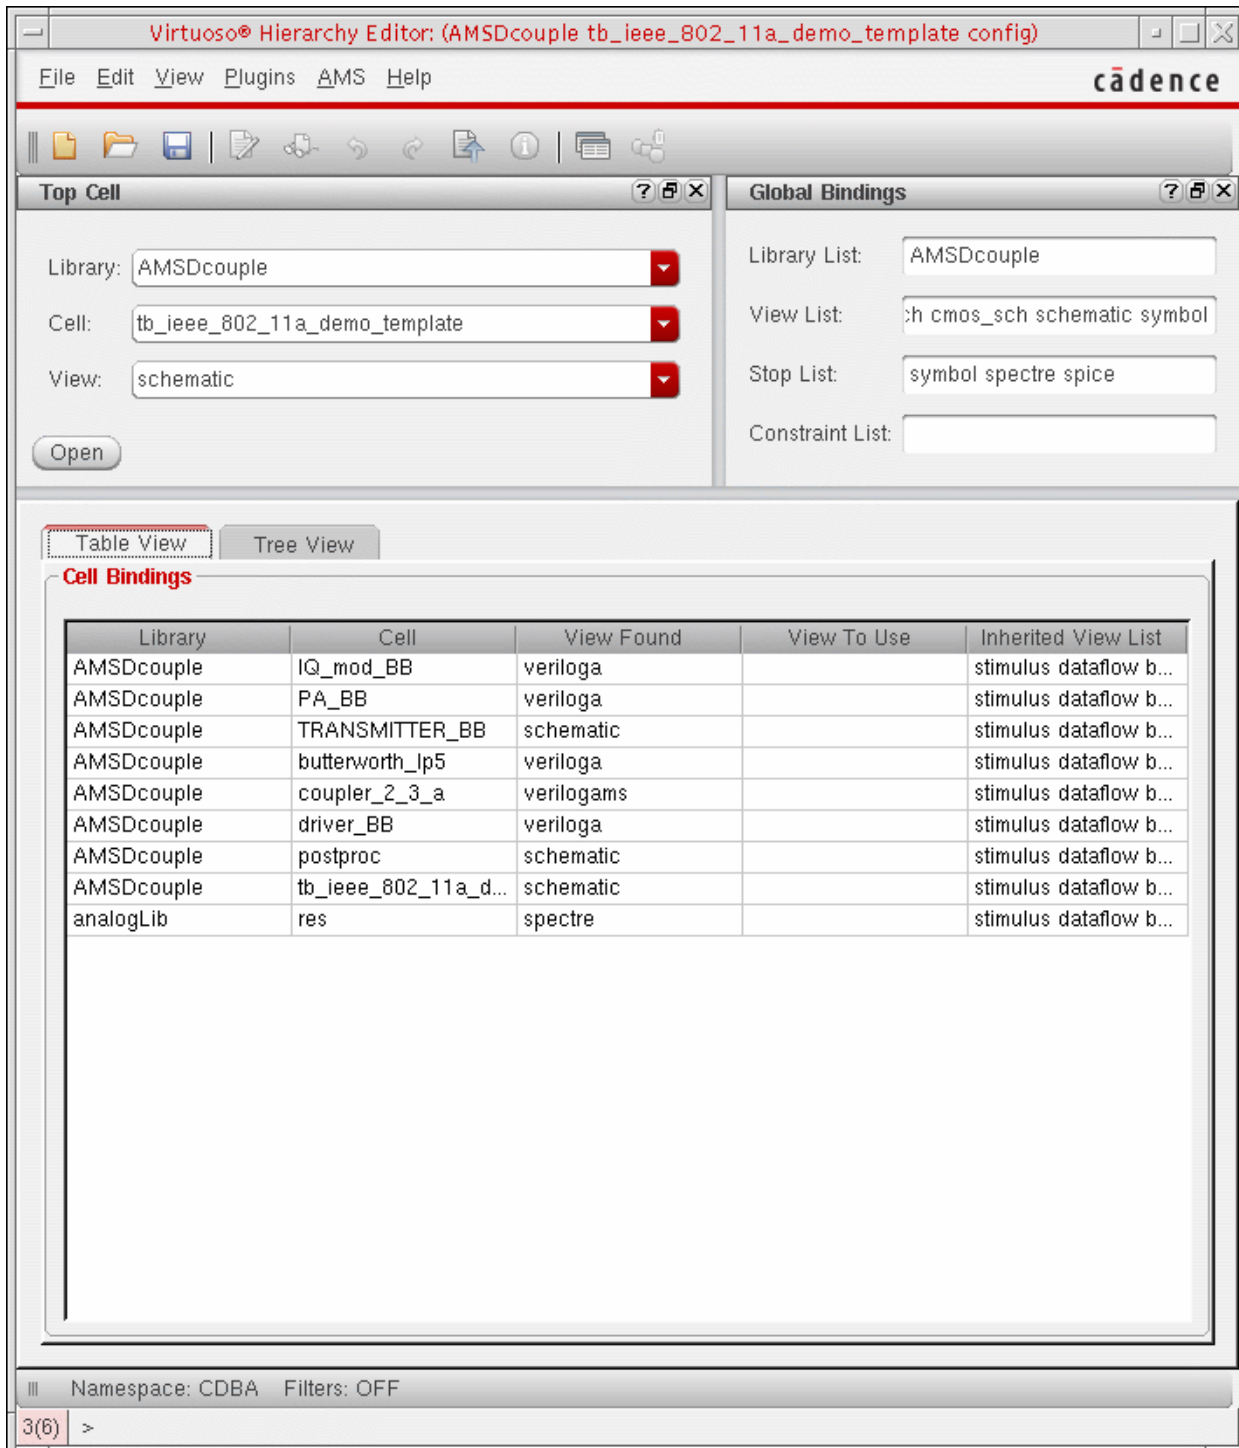 Virtuoso® Hierarchy Editor: (AMSDcouple tb_ieee_802_11a_demo_template config)
File Edit View Plugins AMS Help
cādence
Top Cell
Library: AMSDcouple
Cell: tb_ieee_802_11a_demo_template
View: schematic
Open
Global Bindings
Library List: AMSDcouple
View List: :h cmos_sch schematic symbol
Stop List: symbol spectre spice
Constraint List:
Table View Tree View
Cell Bindings
Library Cell View Found View To Use Inherited View List
AMSDcouple IQ_mod_BB veriloga stimulus dataflow b...
AMSDcouple PA_BB veriloga stimulus dataflow b...
AMSDcouple TRANSMITTER_BB schematic stimulus dataflow b...
AMSDcouple butterworth_lp5 veriloga stimulus dataflow b...
AMSDcouple coupler_2_3_a verilogams stimulus dataflow b...
AMSDcouple driver_BB veriloga stimulus dataflow b...
AMSDcouple postproc schematic stimulus dataflow b...
AMSDcouple tb_ieee_802_11a_d... schematic stimulus dataflow b...
analogLib res spectre stimulus dataflow b...
Namespace: CDBA Filters: OFF
3(6) >